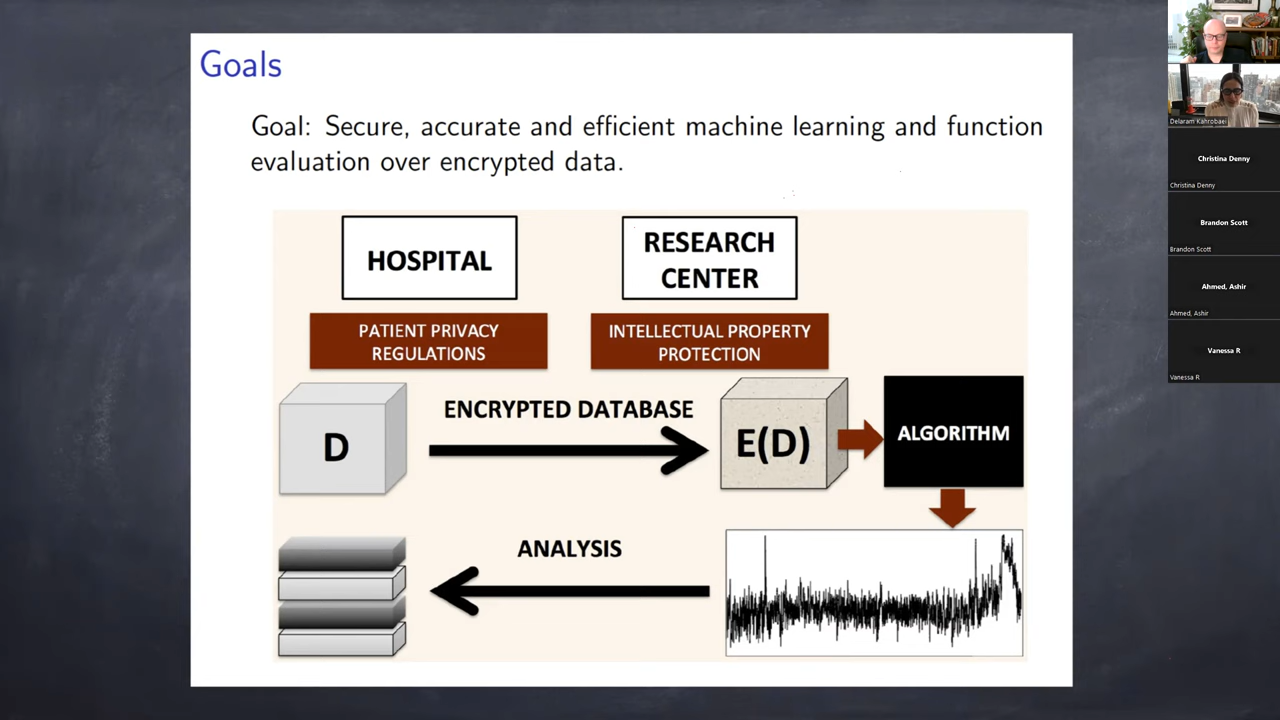 Goals
Goal: Secure, accurate and efficient machine learning and function
evaluation over encrypted data.
HOSPITAL
RESEARCH
CENTER
PATIENT PRIVACY
REGULATIONS
INTELLECTUAL PROPERTY
PROTECTION
D
ENCRYPTED DATABASE
E(D)
ALGORITHM
ANALYSIS
Delaram Kahrobaei
Christina Denny
Christina Denny
Brandon Scott
Brandon Scott
Ahmed, Ashir
Ahmed, Ashir
Vanessa R
Vanessa R